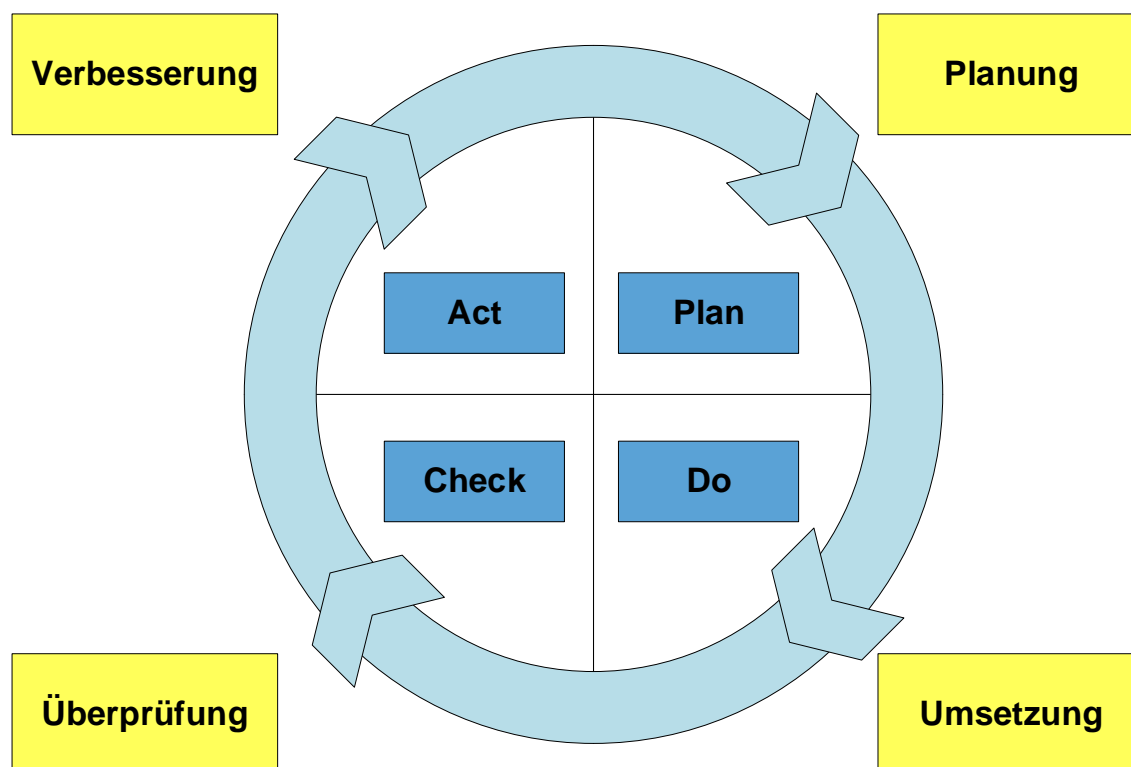 Verbesserung
Planung
Act
Plan
Check
Do
Überprüfung
Umsetzung